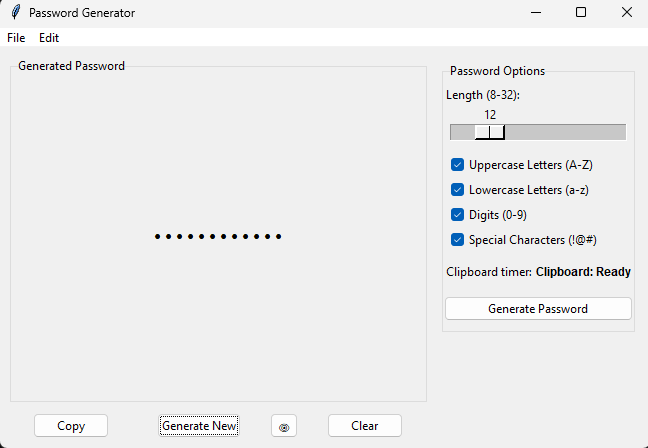 Password Generator
File Edit
Generated Password
••••••••••••
Password Options
Length (8-32):
12
Uppercase Letters (A-Z)
Lowercase Letters (a-z)
Digits (0-9)
Special Characters (!@#)
Clipboard timer: Clipboard: Ready
Generate Password
Copy Generate New @ Clear